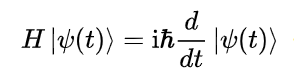 H |ψ(t)⟩ = iħ d/dt |ψ(t)⟩